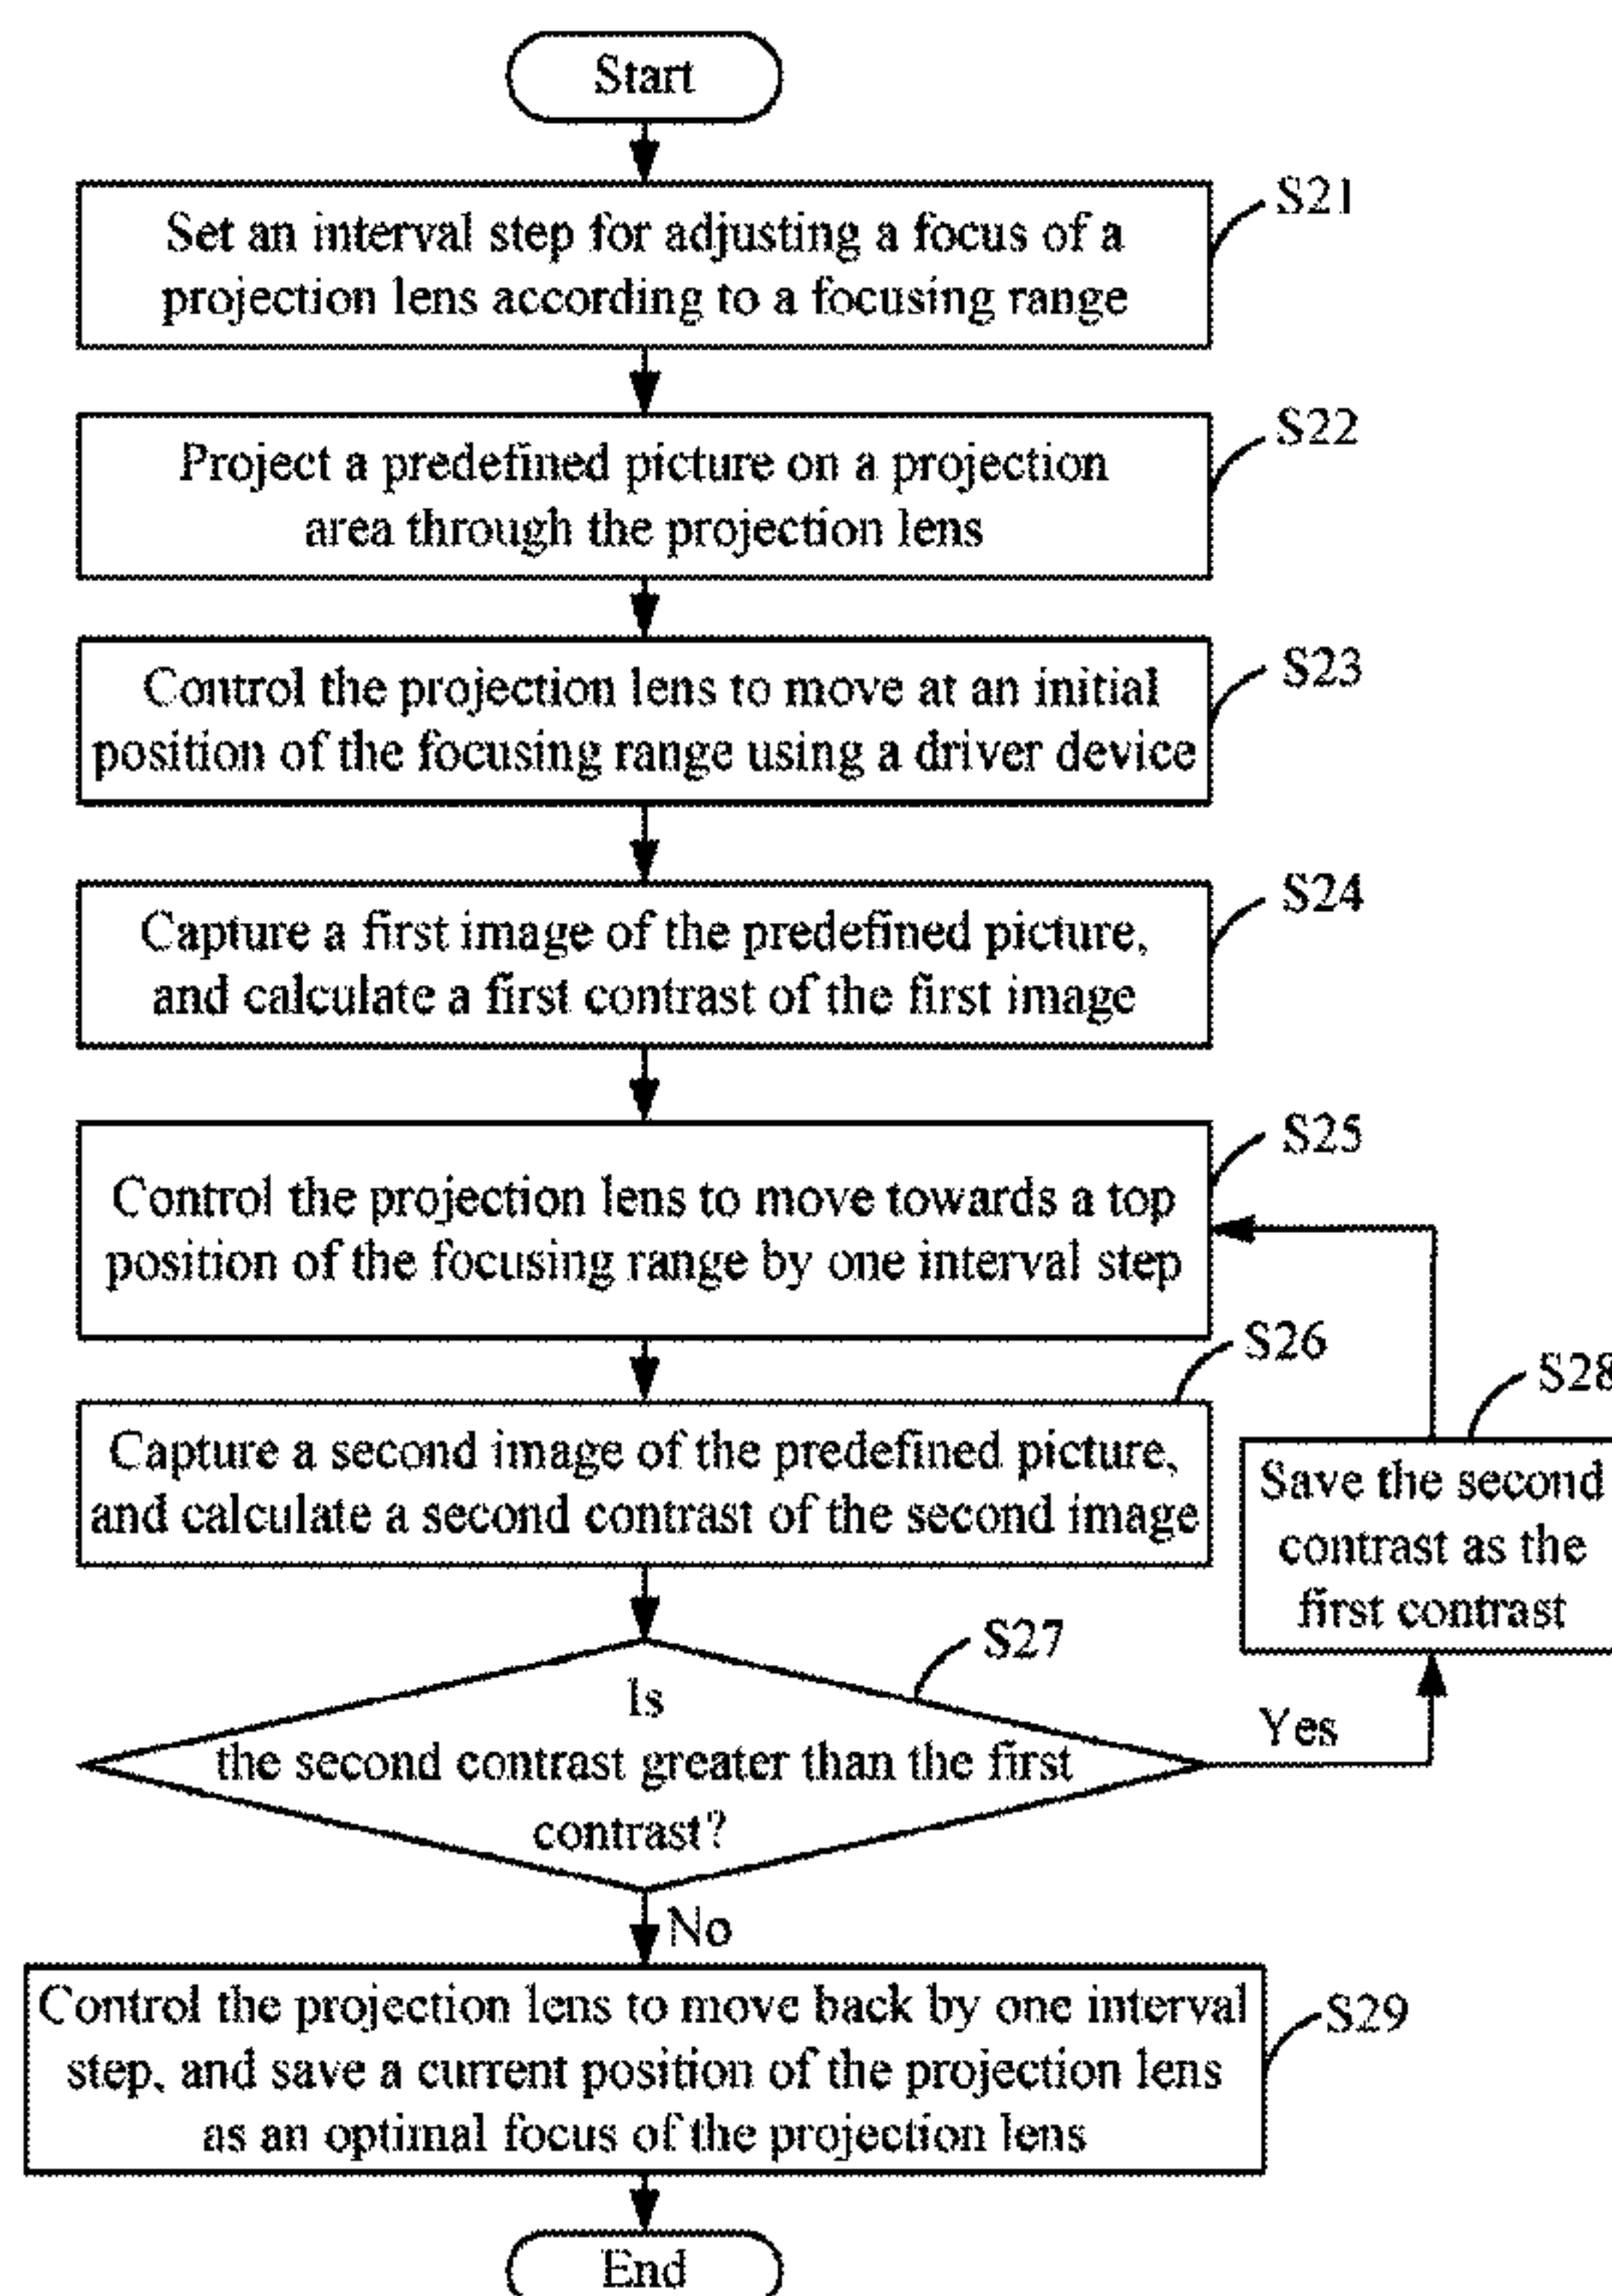 Start
S21
Set an interval step for adjusting a focus of a
projection lens according to a focusing range
S22
Project a predefined picture on a projection
area through the projection lens
S23
Control the projection lens to move at an initial
position of the focusing range using a driver device
S24
Capture a first image of the predefined picture,
and calculate a first contrast of the first image
S25
Control the projection lens to move towards a top
position of the focusing range by one interval step
S26
Capture a second image of the predefined picture,
and calculate a second contrast of the second image
S28
Save the second
contrast as the
first contrast
S27
Is
the second contrast greater than the first
contrast?
Yes
No
S29
Control the projection lens to move back by one interval
step, and save a current position of the projection lens
as an optimal focus of the projection lens
End